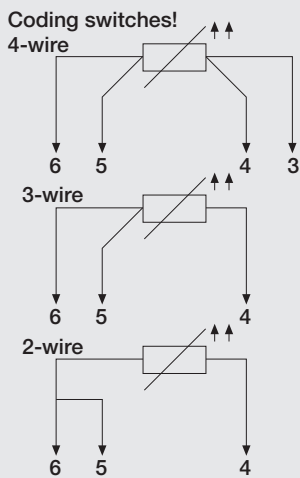 Coding switches!
4-wire
6 5 4 3
3-wire
6 5 4
2-wire
6 5 4